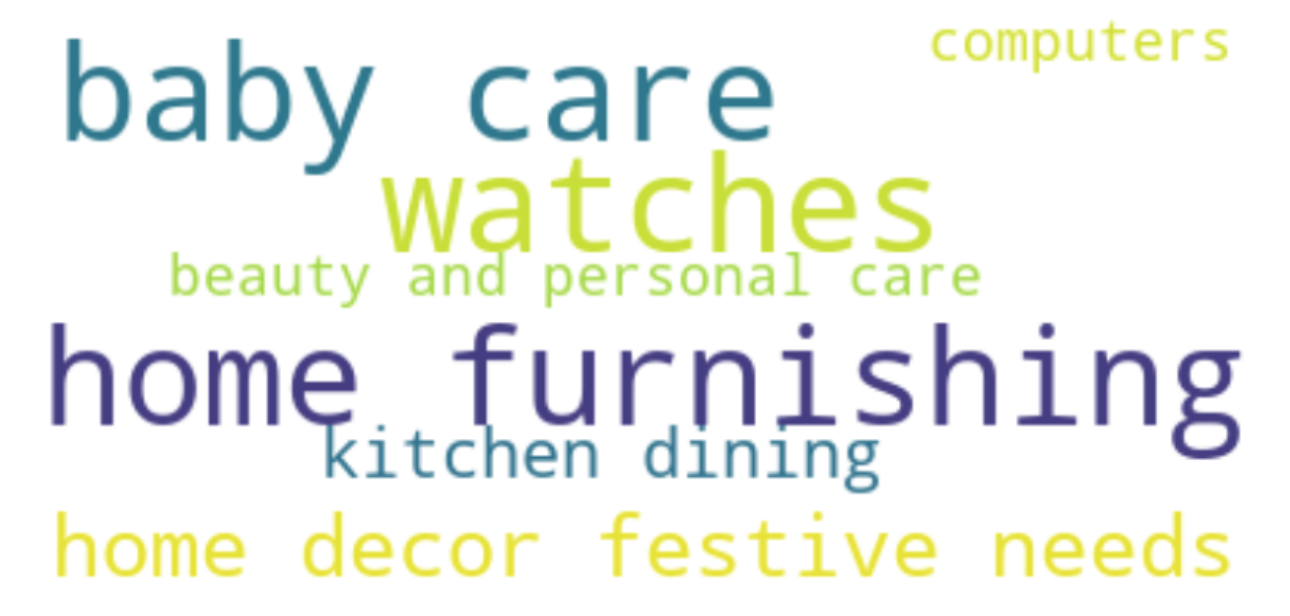 computers
baby care
watches
beauty and personal care
home furnishing
kitchen dining
home decor festive needs